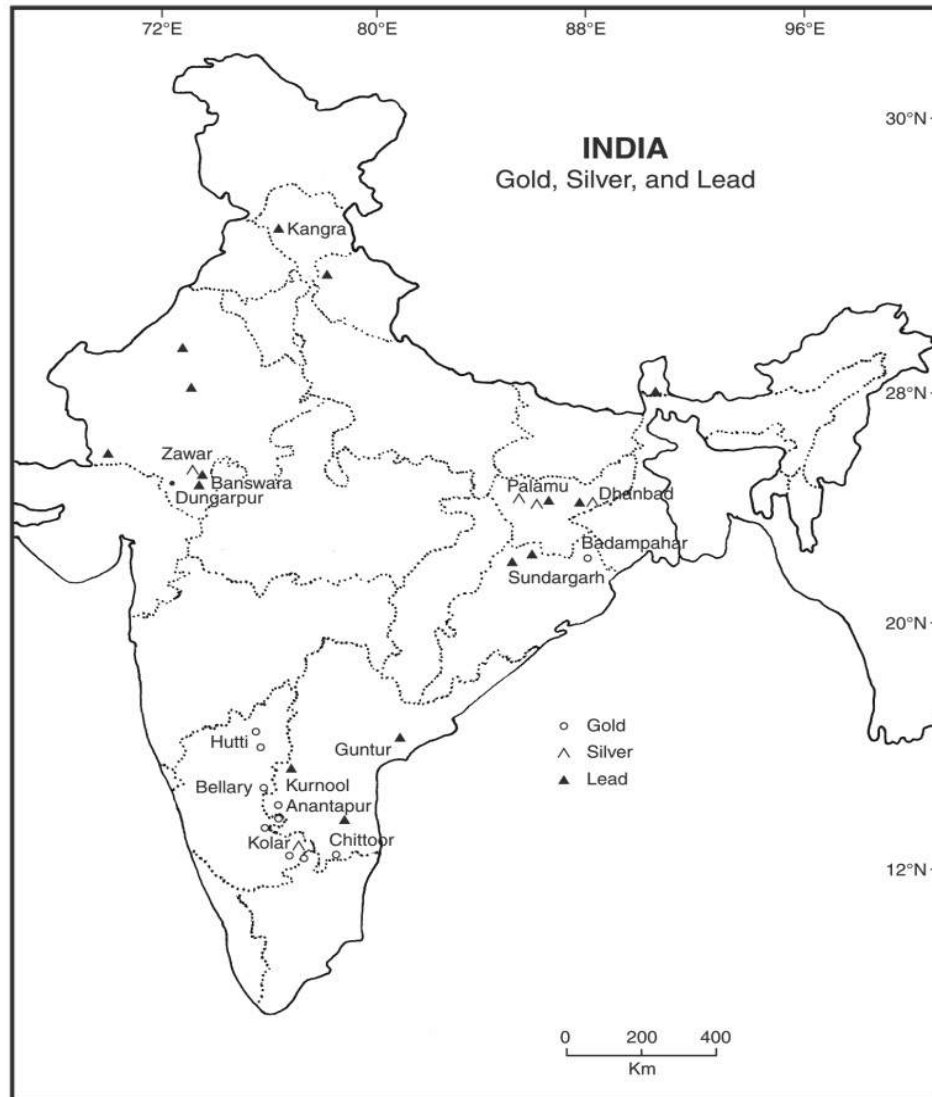 72°E 80°E 88°E 96°E
30°N
INDIA
Gold, Silver, and Lead
Kangra
28°N
Zawar
Banswara
Dungarpur
Palamu
Dhanbad
Badampahar
Sundargarh
20°N
Gold
Hutti
Guntur
Silver
Lead
Kurnool
Bellary
Anantapur
Kolar
Chittoor
12°N
0 200 400
Km